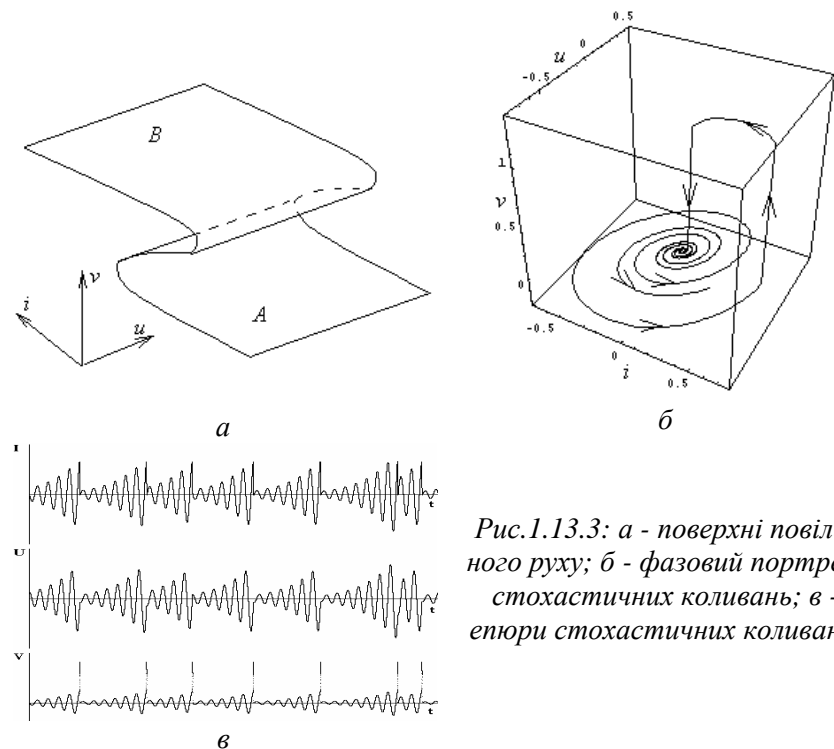 B
A
v
i
u
а
0.5
0
-0.5
u
1
v
0.5
0
-0.5
0
0.5
i
б
I
t
U
t
V
t
в
Рис.1.13.3: а - поверхні повіл
ного руху; б - фазовий портре
стохастичних коливань; в -
епюри стохастичних коливан